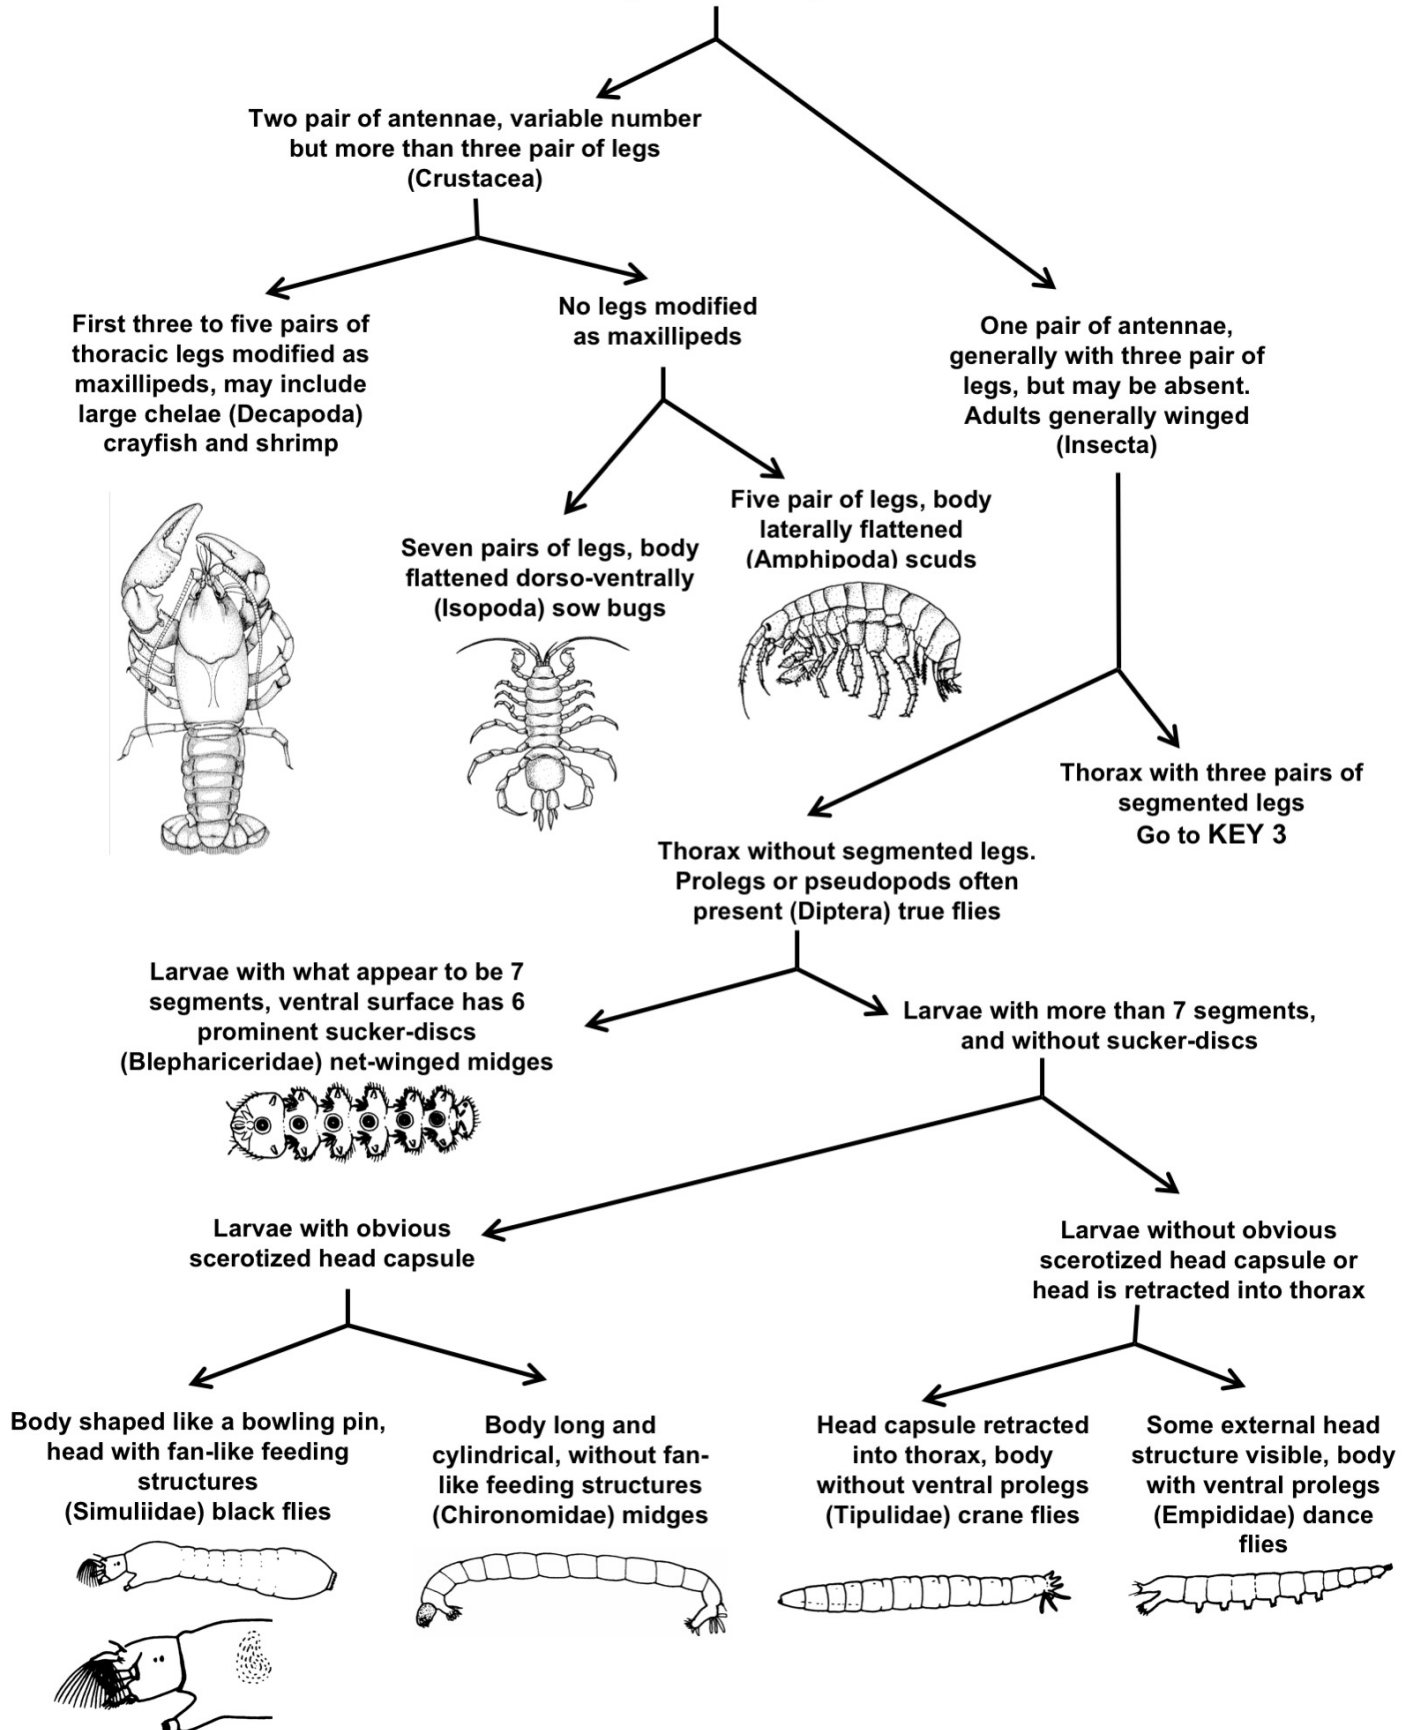 Two pair of antennae, variable number
but more than three pair of legs
(Crustacea)
First three to five pairs of
thoracic legs modified as
maxillipeds, may include
large chelae (Decapoda)
crayfish and shrimp
No legs modified
as maxillipeds
One pair of antennae,
generally with three pair of
legs, but may be absent.
Adults generally winged
(Insecta)
Seven pairs of legs, body
flattened dorso-ventrally
(Isopoda) sow bugs
Five pair of legs, body
laterally flattened
(Amphipoda) scuds
Thorax with three pairs of
segmented legs
Go to KEY 3
Thorax without segmented legs.
Prolegs or pseudopods often
present (Diptera) true flies
Larvae with what appear to be 7
segments, ventral surface has 6
prominent sucker-discs
(Blephariceridae) net-winged midges
Larvae with more than 7 segments,
and without sucker-discs
Larvae with obvious
scerotized head capsule
Larvae without obvious
scerotized head capsule or
head is retracted into thorax
Body shaped like a bowling pin,
head with fan-like feeding
structures
(Simuliidae) black flies
Body long and
cylindrical, without fan-
like feeding structures
(Chironomidae) midges
Head capsule retracted
into thorax, body
without ventral prolegs
(Tipulidae) crane flies
Some external head
structure visible, body
with ventral prolegs
(Empididae) dance
flies